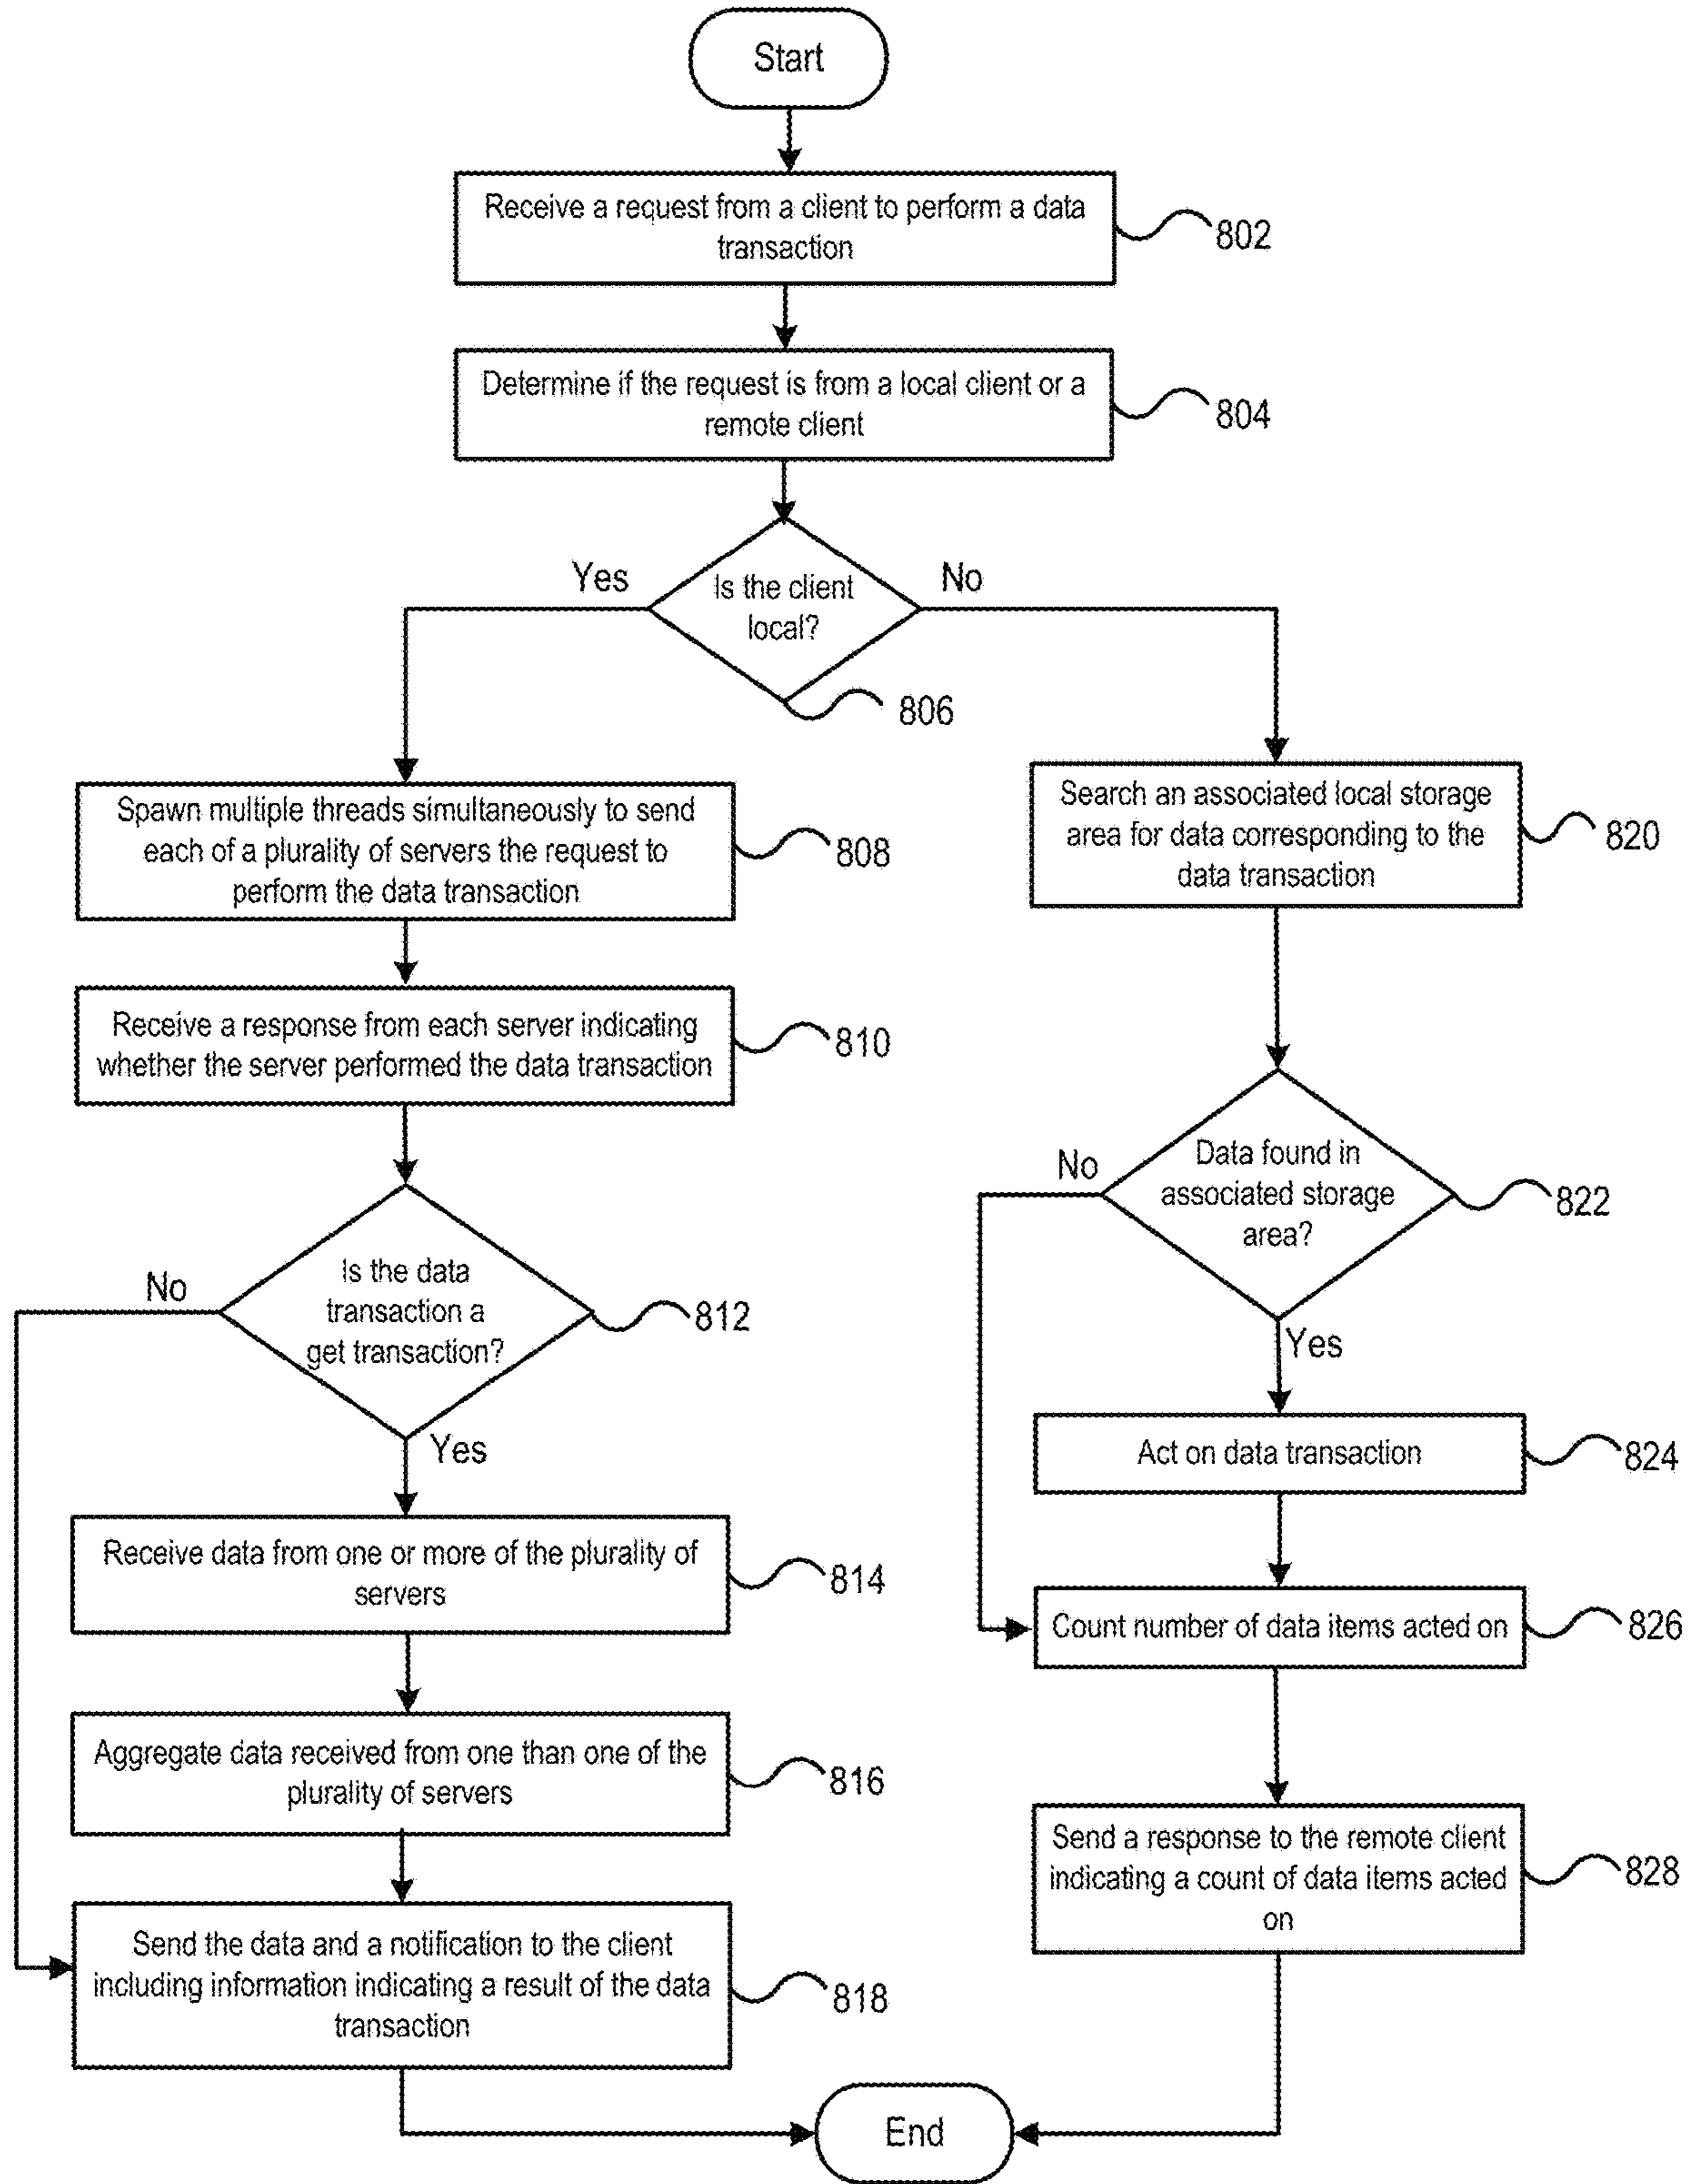 Start
Receive a request from a client to perform a data
transaction
802
Determine if the request is from a local client or a
remote client
804
Is the client
local?
Yes
No
806
Spawn multiple threads simultaneously to send
each of a plurality of servers the request to
perform the data transaction
808
Receive a response from each server indicating
whether the server performed the data transaction
810
Is the data
transaction a
get transaction?
No
812
Yes
Receive data from one or more of the plurality of
servers
814
Aggregate data received from one than one of the
plurality of servers
816
Send the data and a notification to the client
including information indicating a result of the data
transaction
818
Search an associated local storage
area for data corresponding to the
data transaction
820
Data found in
associated storage
area?
No
822
Yes
Act on data transaction
824
Count number of data items acted on
826
Send a response to the remote client
indicating a count of data items acted
on
828
End